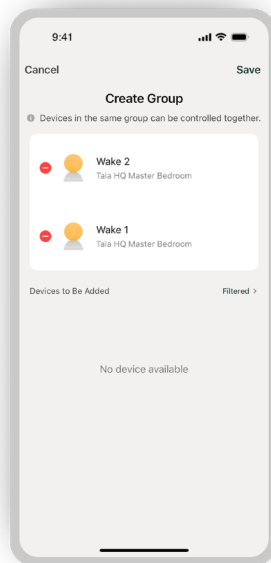 9:41
Cancel Save
Create Group
Devices in the same group can be controlled together.
Wake 2
Tala HQ Master Bedroom
Wake 1
Tala HQ Master Bedroom
Devices to Be Added Filtered >
No device available